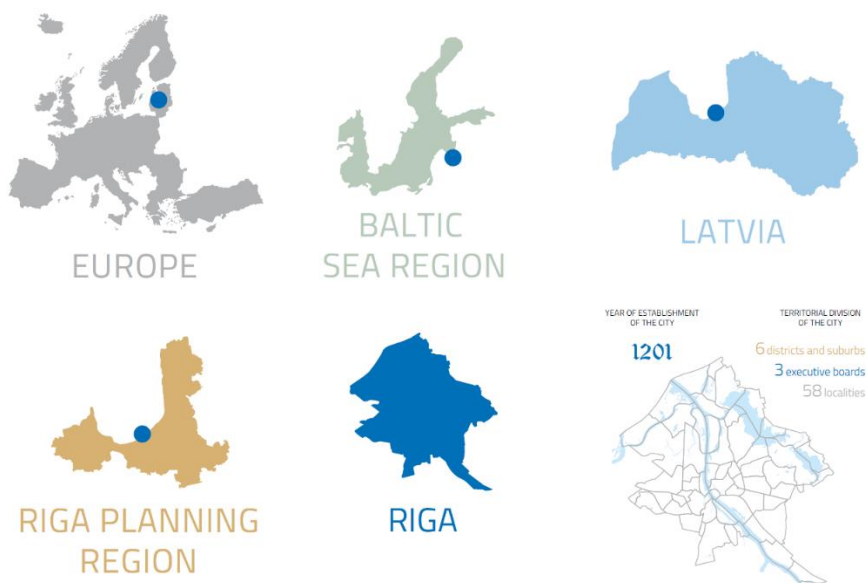 EUROPE
BALTIC
SEA REGION
LATVIA
RIGA PLANNING
REGION
RIGA
YEAR OF ESTABLISHMENT
OF THE CITY
1201
TERRITORIAL DIVISION
OF THE CITY
6 districts and suburbs
3 executive boards
58 localities